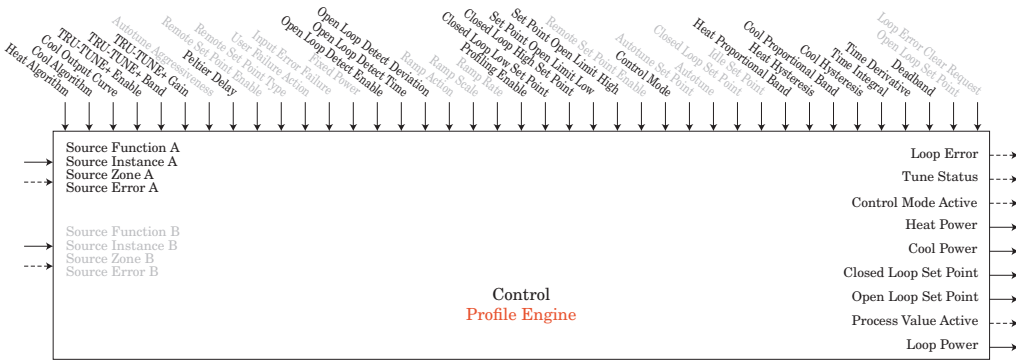 Heat Algorithm
Cool Algorithm
Cool Output Curve
TRU-TUNE+ Enable
TRU-TUNE+ Band
TRU-TUNE+ Gain
Autotune Aggressiveness
Peltier Delay
Remote Set Point Enable
Remote Set Point Type
User Failure Action
Input Error Failure
Fixed Power
Open Loop Detect Enable
Open Loop Detect Time
Open Loop Detect Deviation
Ramp Action
Ramp Scale
Ramp Rate
Profiling Enable
Closed Loop Low Set Point
Closed Loop High Set Point
Set Point Open Limit Low
Set Point Open Limit High
Remote Set Point Enable
Control Mode
Autotune Set Point
Autotune
Closed Loop Set Point
Idle Set Point
Heat Proportional Band
Heat Hysteresis
Cool Proportional Band
Cool Hysteresis
Time Integral
Time Derivative
Deadband
Open Loop Set Point
Loop Error Clear Request
Source Function A
Source Instance A
Source Zone A
Source Error A
Source Function B
Source Instance B
Source Zone B
Source Error B
Control
Profile Engine
Loop Error
Tune Status
Control Mode Active
Heat Power
Cool Power
Closed Loop Set Point
Open Loop Set Point
Process Value Active
Loop Power